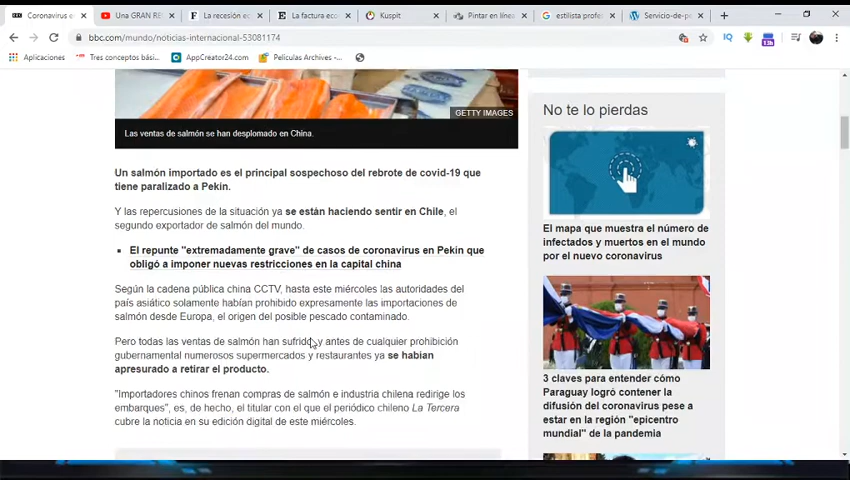 Coronavirus e
Una GRAN RE
La recesión ec
La factura eco
Kuspit
Pintar en línea
estilista profe
Servicio-de-pe
bbc.com/mundo/noticias-internacional-53081174
Aplicaciones
Tres conceptos básic...
AppCreator24.com
Peliculas Archives -...
GETTY IMAGES
Las ventas de salmón se han desplomado en China.
Un salmón importado es el principal sospechoso del rebrote de covid-19 que
tiene paralizado a Pekín.
Y las repercusiones de la situación ya se están haciendo sentir en Chile, el
segundo exportador de salmón del mundo.
El repunte "extremadamente grave" de casos de coronavirus en Pekín que
obligó a imponer nuevas restricciones en la capital china
Según la cadena pública china CCTV, hasta este miércoles las autoridades del
país asiático solamente habían prohibido expresamente las importaciones de
salmón desde Europa, el origen del posible pescado contaminado.
Pero todas las ventas de salmón han sufrido y antes de cualquier prohibición
gubernamental numerosos supermercados y restaurantes ya se habían
apresurado a retirar el producto.
"Importadores chinos frenan compras de salmón e industria chilena redirige los
embarques", es, de hecho, el titular con el que el periódico chileno La Tercera
cubre la noticia en su edición digital de este miércoles.
No te lo pierdas
El mapa que muestra el número de
infectados y muertos en el mundo
por el nuevo coronavirus
3 claves para entender cómo
Paraguay logró contener la
difusión del coronavirus pese a
estar en la región "epicentro
mundial" de la pandemia